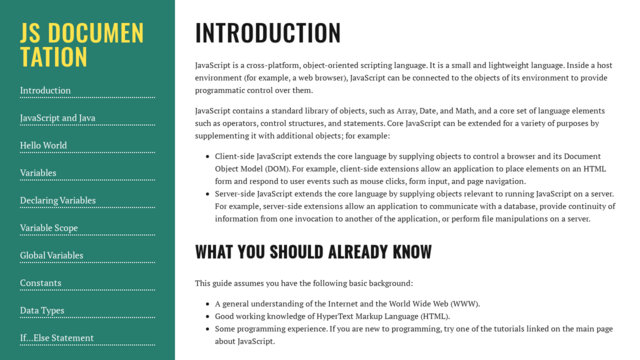 JS DOCUMEN
TATION
Introduction
JavaScript and Java
Hello World
Variables
Declaring Variables
Variable Scope
Global Variables
Constants
Data Types
If...Else Statement
INTRODUCTION
JavaScript is a cross-platform, object-oriented scripting language. It is a small and lightweight language. Inside a host
environment (for example, a web browser), JavaScript can be connected to the objects of its environment to provide
programmatic control over them.
JavaScript contains a standard library of objects, such as Array, Date, and Math, and a core set of language elements
such as operators, control structures, and statements. Core JavaScript can be extended for a variety of purposes by
supplementing it with additional objects; for example:
• Client-side JavaScript extends the core language by supplying objects to control a browser and its Document
Object Model (DOM). For example, client-side extensions allow an application to place elements on an HTML
form and respond to user events such as mouse clicks, form input, and page navigation.
• Server-side JavaScript extends the core language by supplying objects relevant to running JavaScript on a server.
For example, server-side extensions allow an application to communicate with a database, provide continuity of
information from one invocation to another of the application, or perform file manipulations on a server.
WHAT YOU SHOULD ALREADY KNOW
This guide assumes you have the following basic background:
• A general understanding of the Internet and the World Wide Web (WWW).
• Good working knowledge of HyperText Markup Language (HTML).
• Some programming experience. If you are new to programming, try one of the tutorials linked on the main page
about JavaScript.